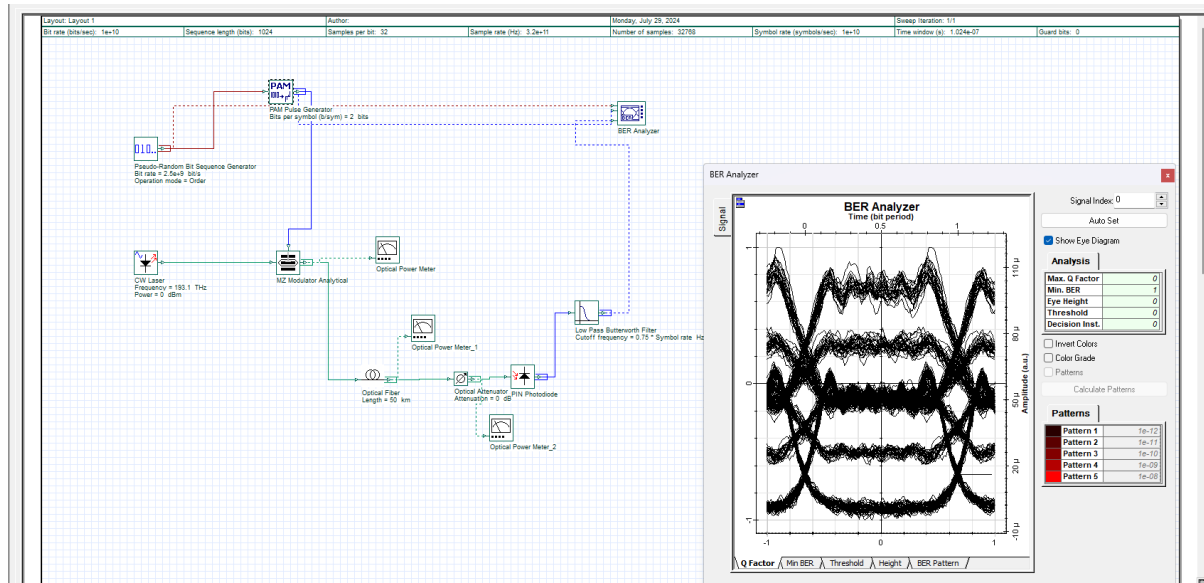 Layout: Layout 1
Author:
Monday, July 29, 2024
Sweep Iteration: 1/1
Bit rate (bits/sec): 1e+10
Sequence length (bits): 1024
Samples per bit: 32
Sample rate (Hz): 3.2e+11
Number of samples: 32768
Symbol rate (symbols/sec): 1e+10
Time window (s): 1.024e-07
Guard bits: 0
PAM
PAM Pulse Generator
Bits per symbol (b/sym) = 2 bits
BER Analyzer
010..
Pseudo-Random Bit Sequence Generator
Bit rate = 2.5e+9 bit/s
Operation mode = Order
CW Laser
Frequency = 193.1 THz
Power = 0 dBm
MZ Modulator Analytical
Optical Power Meter
Optical Power Meter_1
Low Pass Butterworth Filter
Cutoff frequency = 0.75 * Symbol rate Hz
Optical Fiber
Length = 50 km
Optical Attenuator
Attenuation = 0 dB
PIN Photodiode
Optical Power Meter_2
BER Analyzer
x
Signal
BER Analyzer
Time (bit period)
0 0.5 1
1
0
-1
-1 0 1
110 µ
80 µ
50 µ
20 µ
-10 µ
Amplitude (a.u.)
Q Factor Min BER Threshold Height BER Pattern
Signal Index: 0
Auto Set
Show Eye Diagram
Analysis
Max. Q Factor 0
Min. BER 1
Eye Height 0
Threshold 0
Decision Inst. 0
Invert Colors
Color Grade
Patterns
Calculate Patterns
Patterns
Pattern 1 1e-12
Pattern 2 1e-11
Pattern 3 1e-10
Pattern 4 1e-09
Pattern 5 1e-08